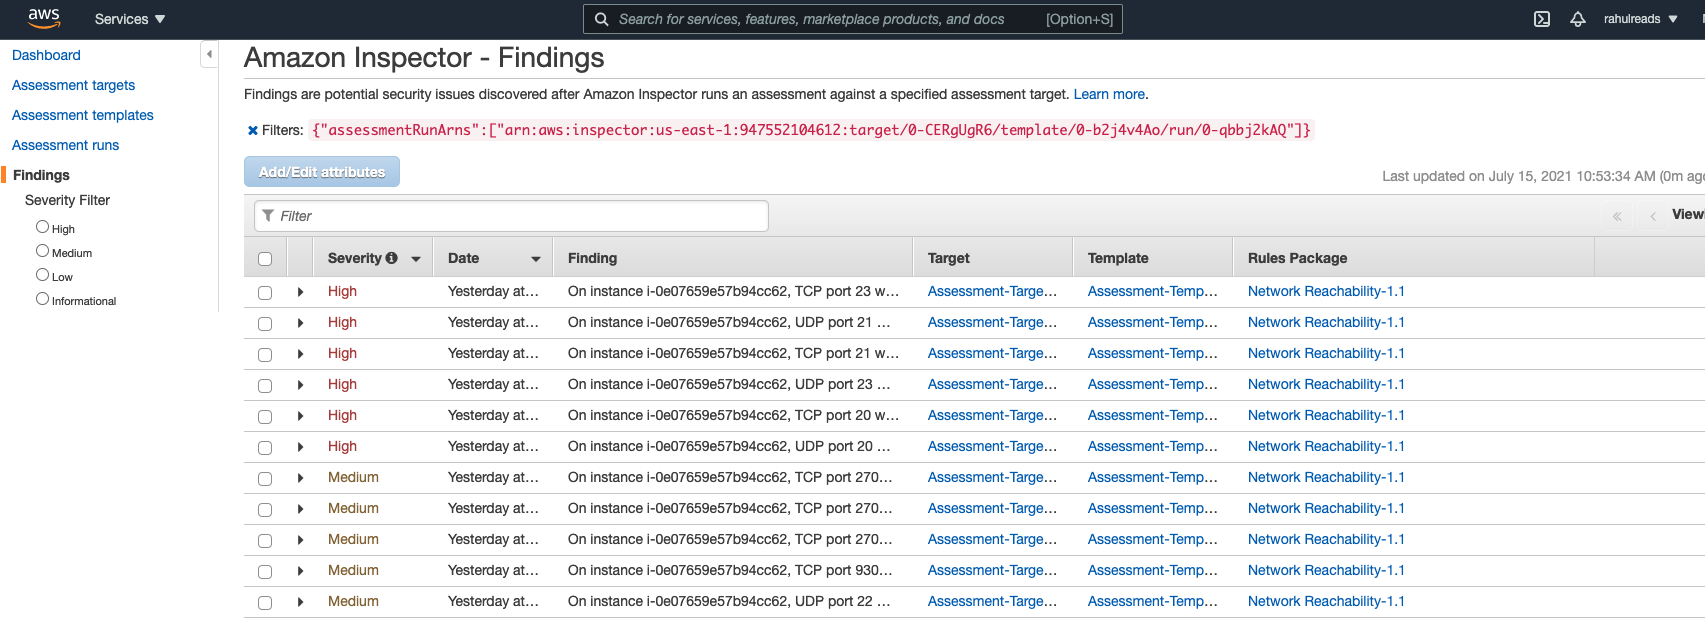 aws Services Search for services, features, marketplace products, and docs [Option+S] rahulreads
Dashboard
Assessment targets
Assessment templates
Assessment runs
Findings
Severity Filter
High
Medium
Low
Informational
Amazon Inspector - Findings
Findings are potential security issues discovered after Amazon Inspector runs an assessment against a specified assessment target. Learn more.
Filters: {"assessmentRunArns":["arn:aws:inspector:us-east-1:947552104612:target/0-CERgUgR6/template/0-b2j4v4Ao/run/0-qbbj2kAQ"]}
Add/Edit attributes
Last updated on July 15, 2021 10:53:34 AM (0m ago
Filter
« ‹ View
Severity Date Finding Target Template Rules Package
High Yesterday at... On instance i-0e07659e57b94cc62, TCP port 23 w... Assessment-Targe... Assessment-Temp... Network Reachability-1.1
High Yesterday at... On instance i-0e07659e57b94cc62, UDP port 21 ... Assessment-Targe... Assessment-Temp... Network Reachability-1.1
High Yesterday at... On instance i-0e07659e57b94cc62, TCP port 21 w... Assessment-Targe... Assessment-Temp... Network Reachability-1.1
High Yesterday at... On instance i-0e07659e57b94cc62, UDP port 23 ... Assessment-Targe... Assessment-Temp... Network Reachability-1.1
High Yesterday at... On instance i-0e07659e57b94cc62, TCP port 20 w... Assessment-Targe... Assessment-Temp... Network Reachability-1.1
High Yesterday at... On instance i-0e07659e57b94cc62, UDP port 20 ... Assessment-Targe... Assessment-Temp... Network Reachability-1.1
Medium Yesterday at... On instance i-0e07659e57b94cc62, TCP port 270... Assessment-Targe... Assessment-Temp... Network Reachability-1.1
Medium Yesterday at... On instance i-0e07659e57b94cc62, TCP port 270... Assessment-Targe... Assessment-Temp... Network Reachability-1.1
Medium Yesterday at... On instance i-0e07659e57b94cc62, TCP port 270... Assessment-Targe... Assessment-Temp... Network Reachability-1.1
Medium Yesterday at... On instance i-0e07659e57b94cc62, TCP port 930... Assessment-Targe... Assessment-Temp... Network Reachability-1.1
Medium Yesterday at... On instance i-0e07659e57b94cc62, UDP port 22 ... Assessment-Targe... Assessment-Temp... Network Reachability-1.1